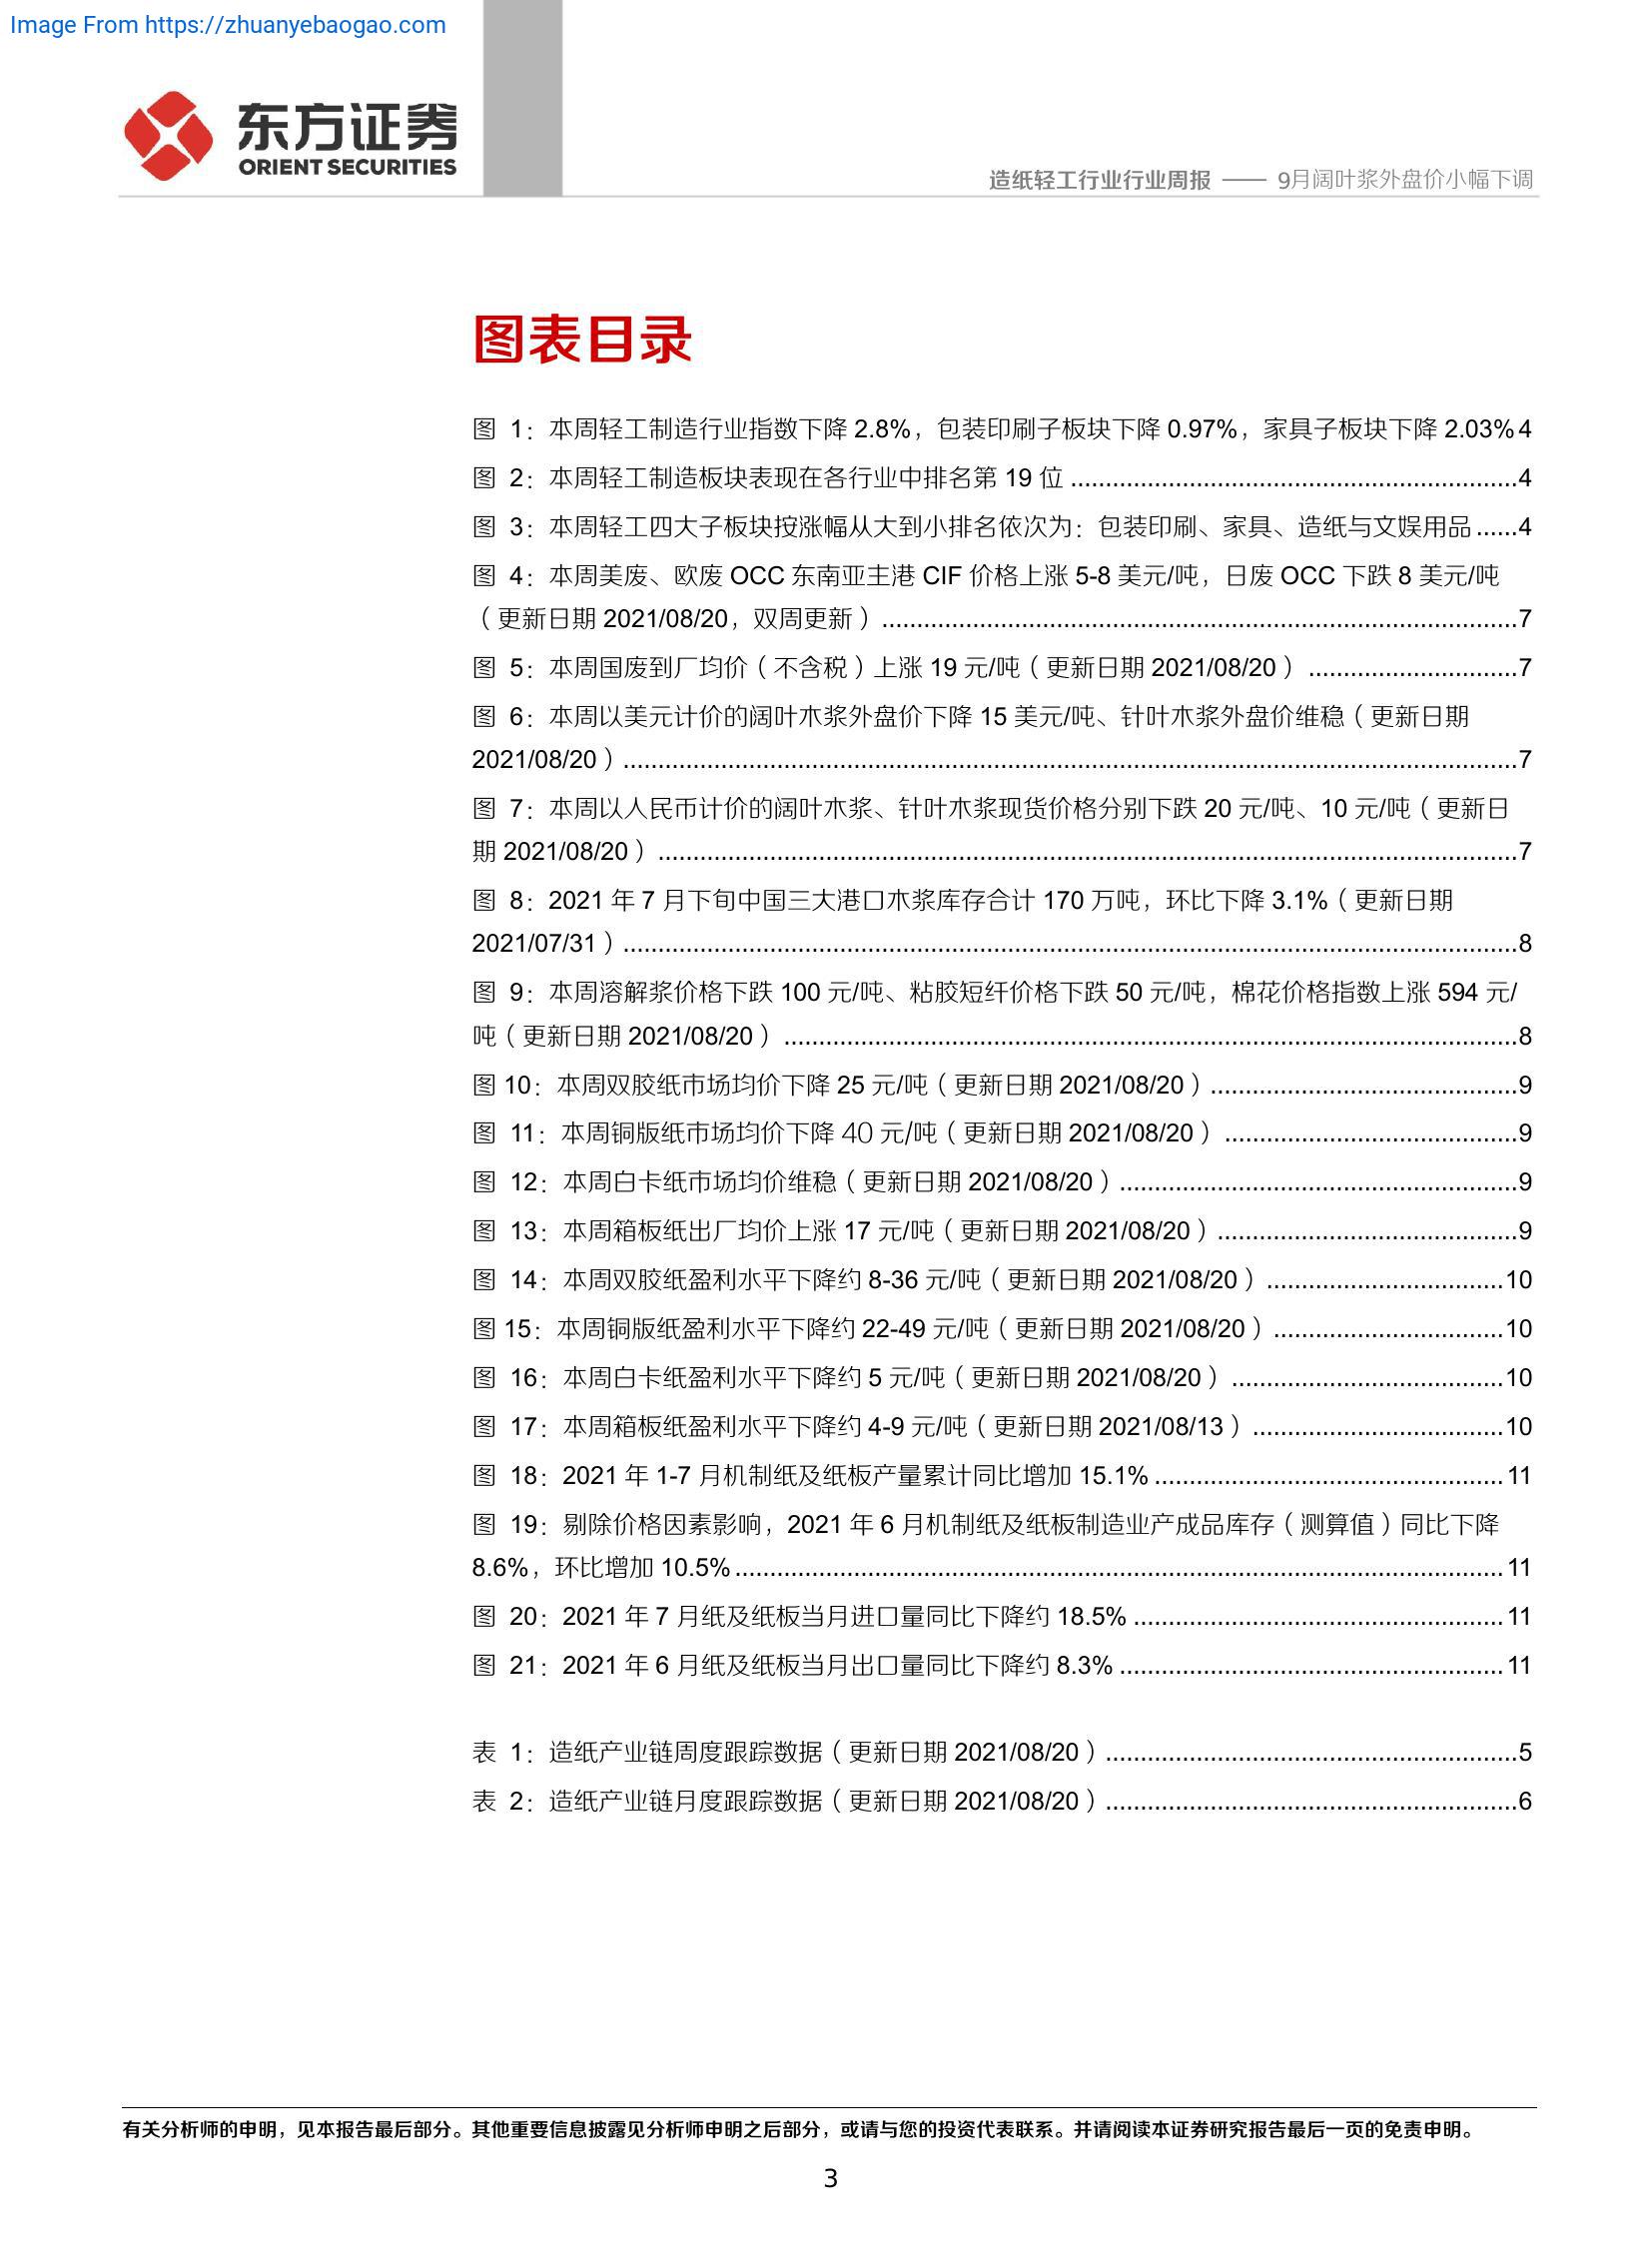 Image From https://zhuanyebaogao.com
东方证券
ORIENT SECURITIES
造纸轻工行业行业周报 —— 9月阔叶浆外盘价小幅下调
图表目录
图 1：本周轻工制造行业指数下降 2.8%，包装印刷子板块下降 0.97%，家具子板块下降 2.03% 4
图 2：本周轻工制造板块表现在各行业中排名第 19 位 ................................................................4
图 3：本周轻工四大子板块按涨幅从大到小排名依次为：包装印刷、家具、造纸与文娱用品 ......4
图 4：本周美废、欧废 OCC 东南亚主港 CIF 价格上涨 5-8 美元/吨，日废 OCC 下跌 8 美元/吨
（更新日期 2021/08/20，双周更新）...........................................................................................7
图 5：本周国废到厂均价（不含税）上涨 19 元/吨（更新日期 2021/08/20） ..............................7
图 6：本周以美元计价的阔叶木浆外盘价下降 15 美元/吨、针叶木浆外盘价维稳（更新日期
2021/08/20）................................................................................................................................7
图 7：本周以人民币计价的阔叶木浆、针叶木浆现货价格分别下跌 20 元/吨、10 元/吨（更新日
期 2021/08/20） ...........................................................................................................................7
图 8：2021 年 7 月下旬中国三大港口木浆库存合计 170 万吨，环比下降 3.1%（更新日期
2021/07/31）................................................................................................................................8
图 9：本周溶解浆价格下跌 100 元/吨、粘胶短纤价格下跌 50 元/吨，棉花价格指数上涨 594 元/
吨（更新日期 2021/08/20） .........................................................................................................8
图 10：本周双胶纸市场均价下降 25 元/吨（更新日期 2021/08/20）............................................9
图 11：本周铜版纸市场均价下降 40 元/吨（更新日期 2021/08/20） ..........................................9
图 12：本周白卡纸市场均价维稳（更新日期 2021/08/20）.........................................................9
图 13：本周箱板纸出厂均价上涨 17 元/吨（更新日期 2021/08/20）...........................................9
图 14：本周双胶纸盈利水平下降约 8-36 元/吨（更新日期 2021/08/20）..................................10
图 15：本周铜版纸盈利水平下降约 22-49 元/吨（更新日期 2021/08/20） .................................10
图 16：本周白卡纸盈利水平下降约 5 元/吨（更新日期 2021/08/20） .......................................10
图 17：本周箱板纸盈利水平下降约 4-9 元/吨（更新日期 2021/08/13）....................................10
图 18：2021 年 1-7 月机制纸及纸板产量累计同比增加 15.1% ..................................................11
图 19：剔除价格因素影响，2021 年 6 月机制纸及纸板制造业产成品库存（测算值）同比下降
8.6%，环比增加 10.5%..............................................................................................................11
图 20：2021 年 7 月纸及纸板当月进口量同比下降约 18.5% .....................................................11
图 21：2021 年 6 月纸及纸板当月出口量同比下降约 8.3% .......................................................11
表 1：造纸产业链周度跟踪数据（更新日期 2021/08/20）...........................................................5
表 2：造纸产业链月度跟踪数据（更新日期 2021/08/20）...........................................................6
有关分析师的申明，见本报告最后部分。其他重要信息披露见分析师申明之后部分，或请与您的投资代表联系。并请阅读本证券研究报告最后一页的免责申明。
3